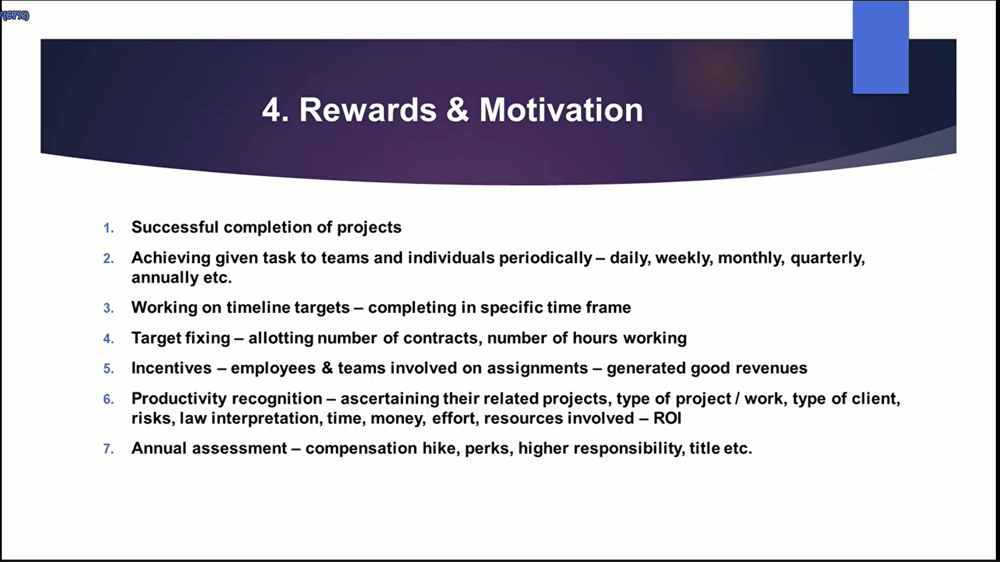 (67%)
4. Rewards & Motivation
1. Successful completion of projects
2. Achieving given task to teams and individuals periodically – daily, weekly, monthly, quarterly,
annually etc.
3. Working on timeline targets – completing in specific time frame
4. Target fixing – allotting number of contracts, number of hours working
5. Incentives – employees & teams involved on assignments – generated good revenues
6. Productivity recognition – ascertaining their related projects, type of project / work, type of client,
risks, law interpretation, time, money, effort, resources involved – ROI
7. Annual assessment – compensation hike, perks, higher responsibility, title etc.